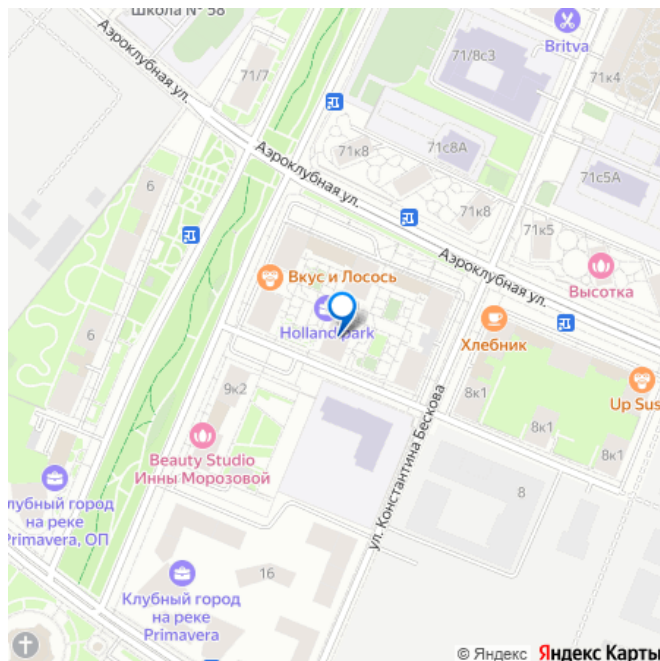 Школа № 58
Аэроклубная ул.
Britva
71/8с3
71к4
71/7
71к8
71с8А
Аэроклубная ул.
6
71с5А
71к8
71к5
Аэроклубная ул.
Высотка
Вкус и Лосось
Holland park
Хлебник
6
Up Sus
9к2
8к1
8к1
8к1
Beauty Studio
Инны Морозовой
ул. Константина Бескова
8
лубный город
на реке
Primavera, ОП
16
Клубный город
на реке
Primavera
© Яндекс Яндекс Карты